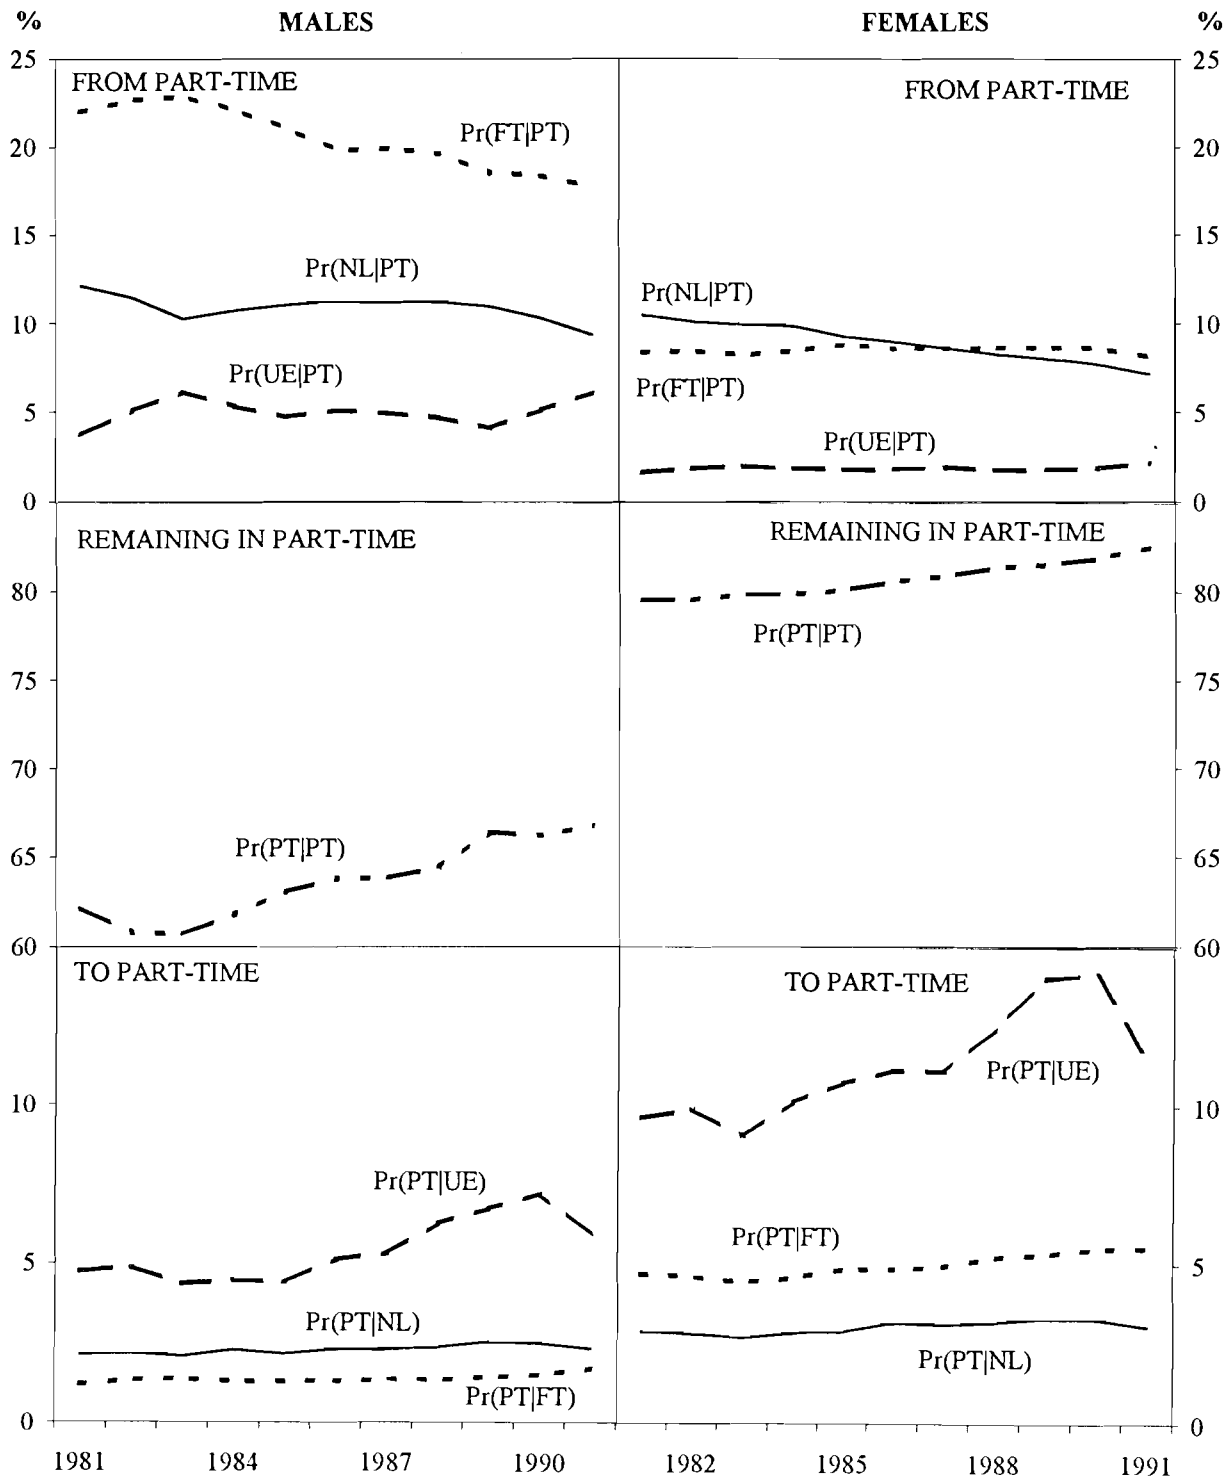 % MALES FEMALES %
25 FROM PART-TIME FROM PART-TIME 25
Pr(FT|PT)
20 20
15 15
Pr(NL|PT) Pr(NL|PT)
10 10
Pr(UE|PT) Pr(FT|PT)
5 Pr(UE|PT) 5
0 0
REMAINING IN PART-TIME REMAINING IN PART-TIME
80 80
Pr(PT|PT)
75 75
70 70
Pr(PT|PT)
65 65
60 60
TO PART-TIME TO PART-TIME
Pr(PT|UE)
10 10
Pr(PT|UE)
Pr(PT|FT)
5 5
Pr(PT|NL)
Pr(PT|NL)
Pr(PT|FT)
0 0
1981 1984 1987 1990 1982 1985 1988 1991